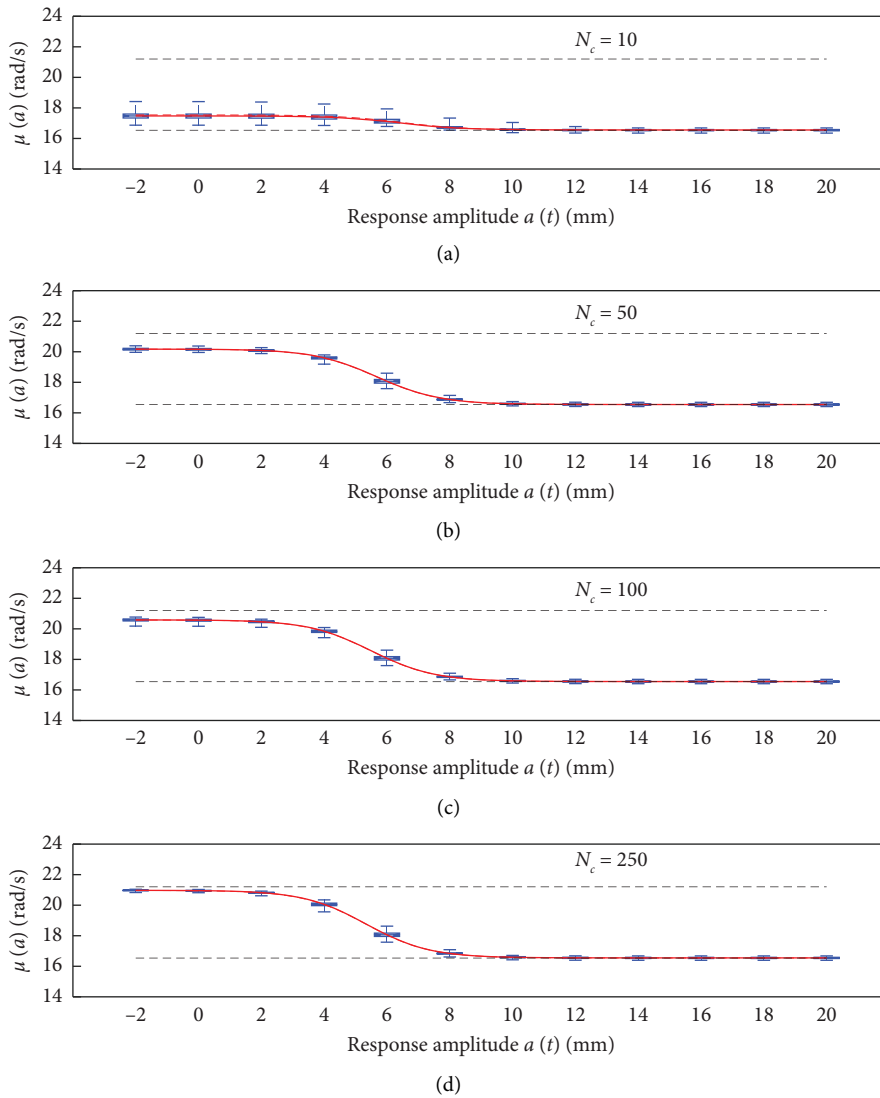 24
22
20
18
16
14
μ (a) (rad/s)
N_c = 10
–2 0 2 4 6 8 10 12 14 16 18 20
Response amplitude a (t) (mm)
(a)
24
22
20
18
16
14
μ (a) (rad/s)
N_c = 50
–2 0 2 4 6 8 10 12 14 16 18 20
Response amplitude a (t) (mm)
(b)
24
22
20
18
16
14
μ (a) (rad/s)
N_c = 100
–2 0 2 4 6 8 10 12 14 16 18 20
Response amplitude a (t) (mm)
(c)
24
22
20
18
16
14
μ (a) (rad/s)
N_c = 250
–2 0 2 4 6 8 10 12 14 16 18 20
Response amplitude a (t) (mm)
(d)